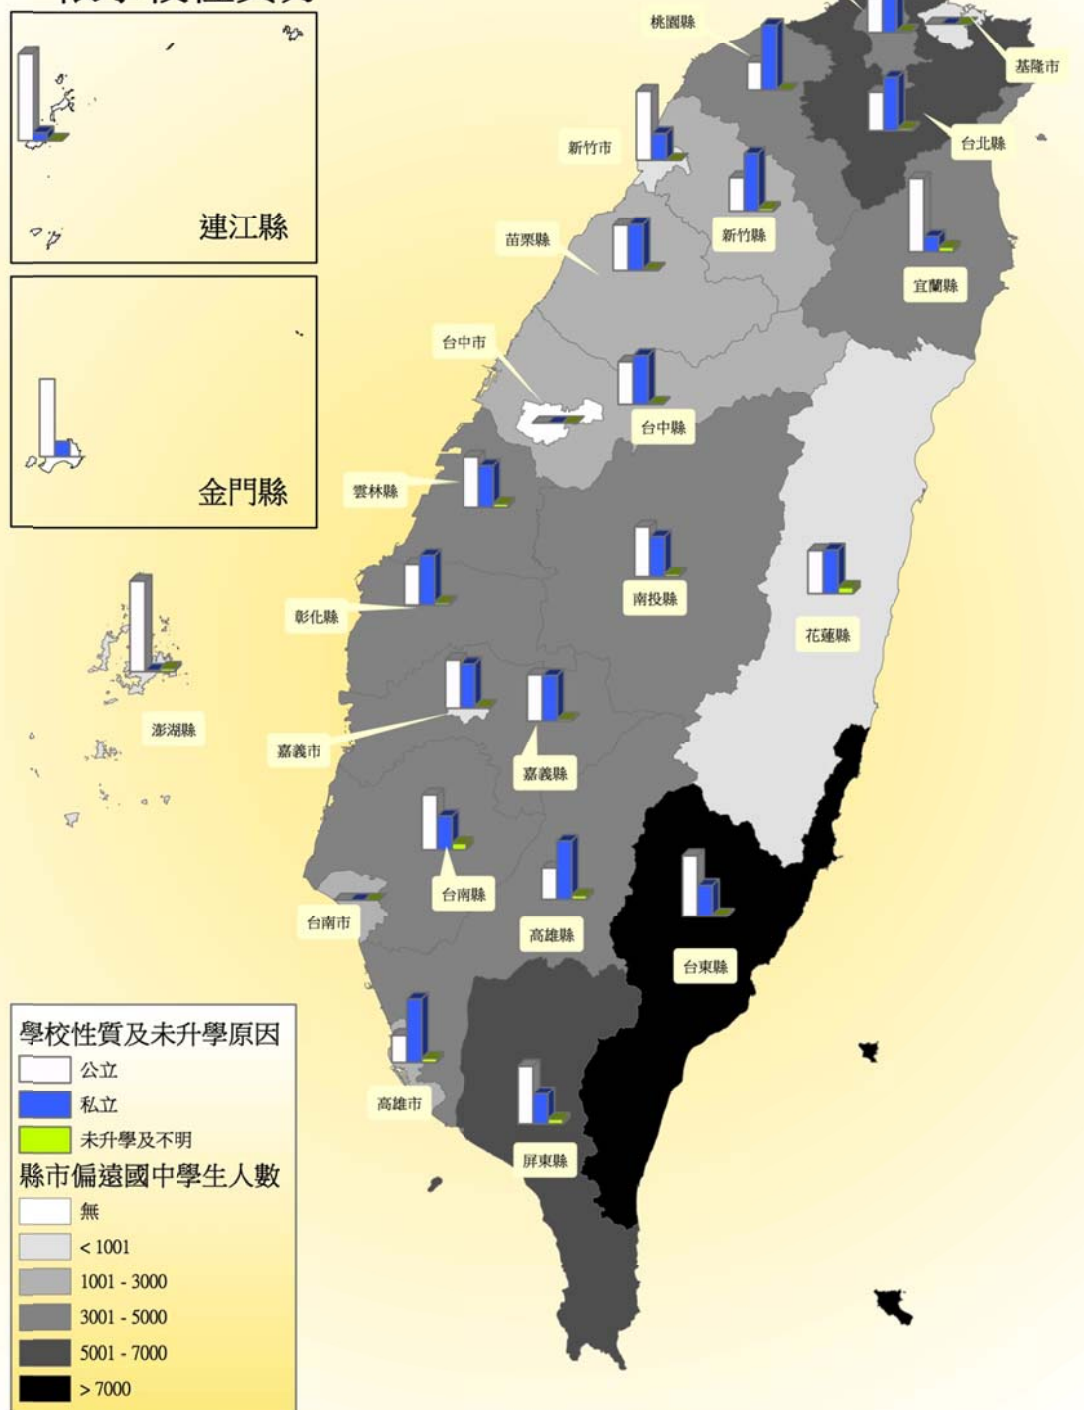 桃園縣
基隆市
台北縣
新竹市
新竹縣
連江縣
苗栗縣
宜蘭縣
台中市
台中縣
金門縣
雲林縣
南投縣
彰化縣
花蓮縣
澎湖縣
嘉義市
嘉義縣
台南縣
台南市
高雄縣
台東縣
高雄市
屏東縣
學校性質及未升學原因
公立
私立
未升學及不明
縣市偏遠國中學生人數
無
< 1001
1001 - 3000
3001 - 5000
5001 - 7000
> 7000